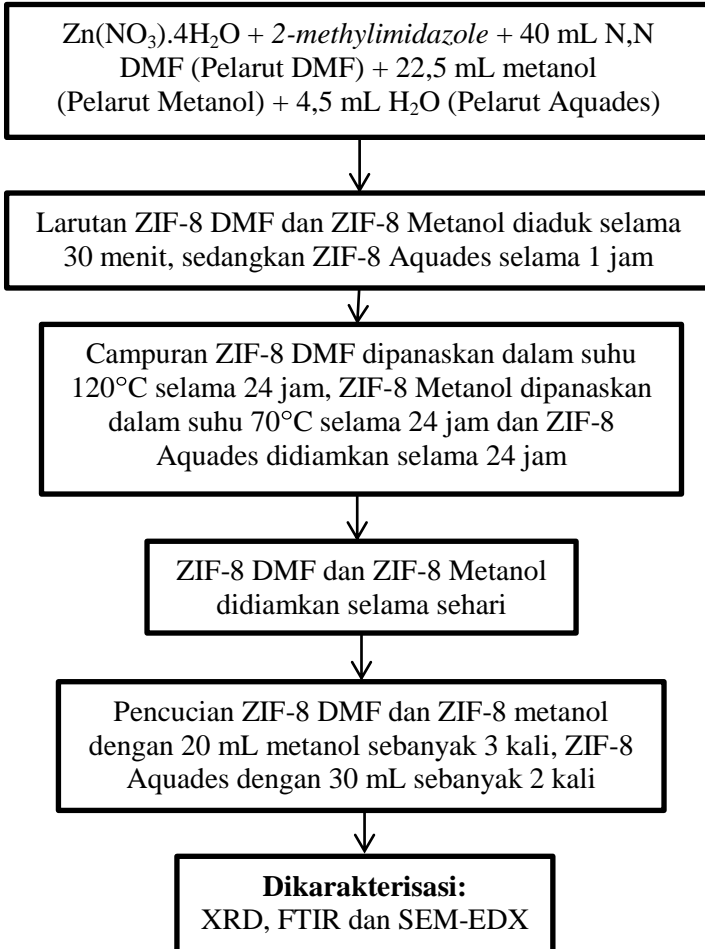 Zn(NO₃).4H₂O + 2-methylimidazole + 40 mL N,N
DMF (Pelarut DMF) + 22,5 mL metanol
(Pelarut Metanol) + 4,5 mL H₂O (Pelarut Aquades)
Larutan ZIF-8 DMF dan ZIF-8 Metanol diaduk selama
30 menit, sedangkan ZIF-8 Aquades selama 1 jam
Campuran ZIF-8 DMF dipanaskan dalam suhu
120°C selama 24 jam, ZIF-8 Metanol dipanaskan
dalam suhu 70°C selama 24 jam dan ZIF-8
Aquades didiamkan selama 24 jam
ZIF-8 DMF dan ZIF-8 Metanol
didiamkan selama sehari
Pencucian ZIF-8 DMF dan ZIF-8 metanol
dengan 20 mL metanol sebanyak 3 kali, ZIF-8
Aquades dengan 30 mL sebanyak 2 kali
Dikarakterisasi:
XRD, FTIR dan SEM-EDX